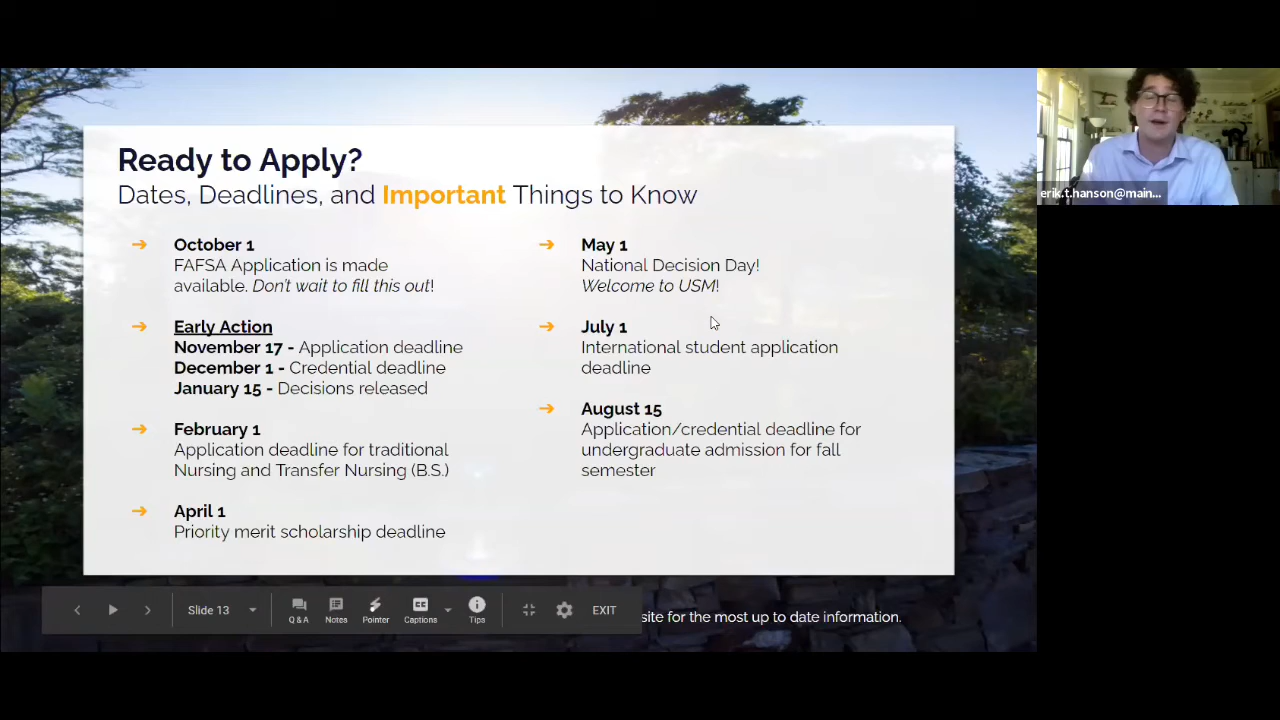 Ready to Apply?
Dates, Deadlines, and Important Things to Know
October 1
FAFSA Application is made
available. Don't wait to fill this out!
Early Action
November 17 - Application deadline
December 1 - Credential deadline
January 15 - Decisions released
February 1
Application deadline for traditional
Nursing and Transfer Nursing (B.S.)
April 1
Priority merit scholarship deadline
May 1
National Decision Day!
Welcome to USM!
July 1
International student application
deadline
August 15
Application/credential deadline for
undergraduate admission for fall
semester
erik.t.hanson@main...
Slide 13
Q & A
Notes
Pointer
Captions
Tips
EXIT
site for the most up to date information.